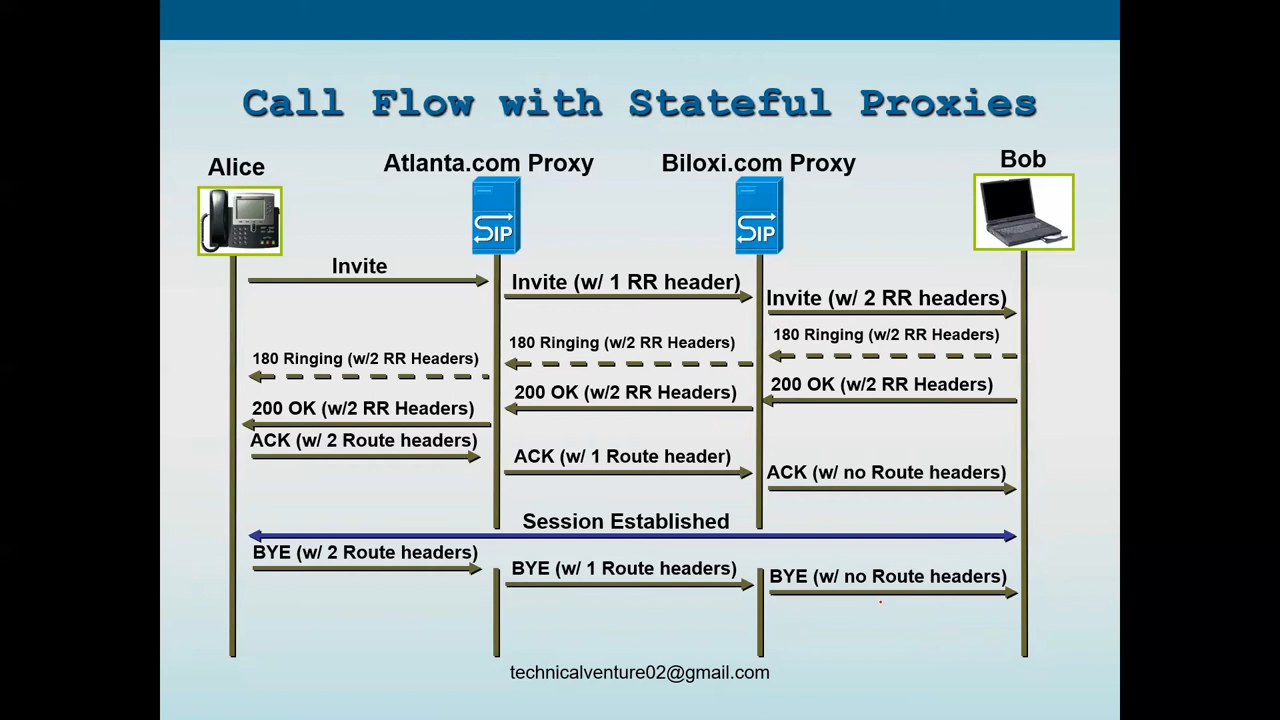 Call Flow with Stateful Proxies
Alice
Atlanta.com Proxy
Biloxi.com Proxy
Bob
SIP
SIP
Invite
Invite (w/ 1 RR header)
Invite (w/ 2 RR headers)
180 Ringing (w/2 RR Headers)
180 Ringing (w/2 RR Headers)
180 Ringing (w/2 RR Headers)
200 OK (w/2 RR Headers)
200 OK (w/2 RR Headers)
200 OK (w/2 RR Headers)
ACK (w/ 2 Route headers)
ACK (w/ 1 Route header)
ACK (w/ no Route headers)
Session Established
BYE (w/ 2 Route headers)
BYE (w/ 1 Route headers)
BYE (w/ no Route headers)
technicalventure02@gmail.com